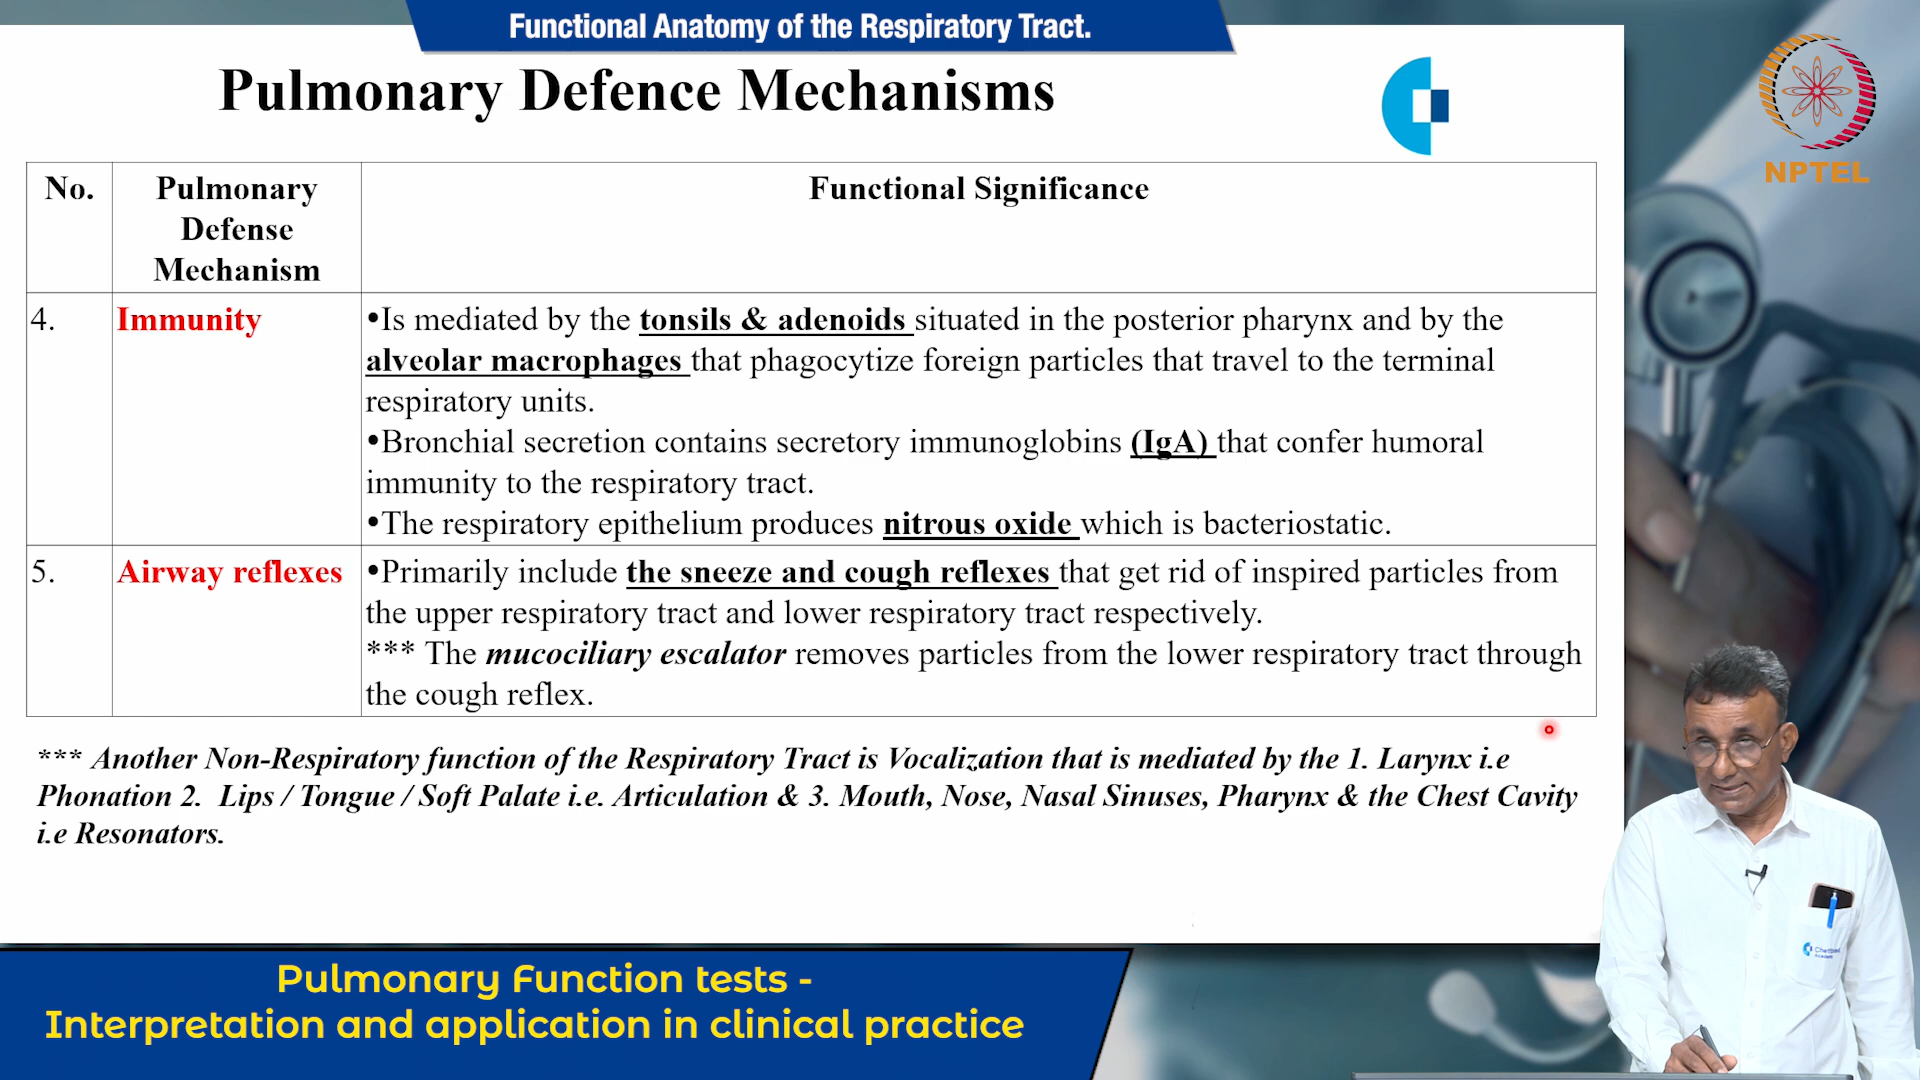 Functional Anatomy of the Respiratory Tract.
Pulmonary Defence Mechanisms
NPTEL
No.
Pulmonary
Defense
Mechanism
Functional Significance
4.
Immunity
•Is mediated by the tonsils & adenoids situated in the posterior pharynx and by the
alveolar macrophages that phagocytize foreign particles that travel to the terminal
respiratory units.
•Bronchial secretion contains secretory immunoglobins (IgA) that confer humoral
immunity to the respiratory tract.
•The respiratory epithelium produces nitrous oxide which is bacteriostatic.
5.
Airway reflexes
•Primarily include the sneeze and cough reflexes that get rid of inspired particles from
the upper respiratory tract and lower respiratory tract respectively.
*** The mucociliary escalator removes particles from the lower respiratory tract through
the cough reflex.
*** Another Non-Respiratory function of the Respiratory Tract is Vocalization that is mediated by the 1. Larynx i.e
Phonation 2. Lips / Tongue / Soft Palate i.e. Articulation & 3. Mouth, Nose, Nasal Sinuses, Pharynx & the Chest Cavity
i.e Resonators.
Pulmonary Function tests -
Interpretation and application in clinical practice